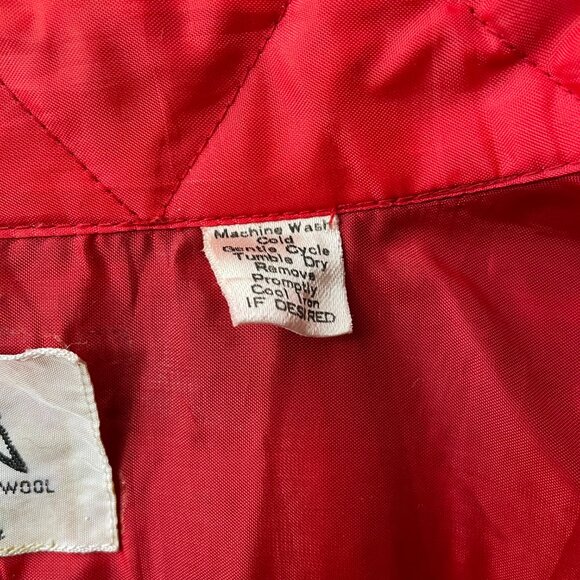 Machine Wash
Cold
Gentle Cycle
Tumble Dry
Remove
Promptly
Cool Iron
IF DESIRED
WOOL